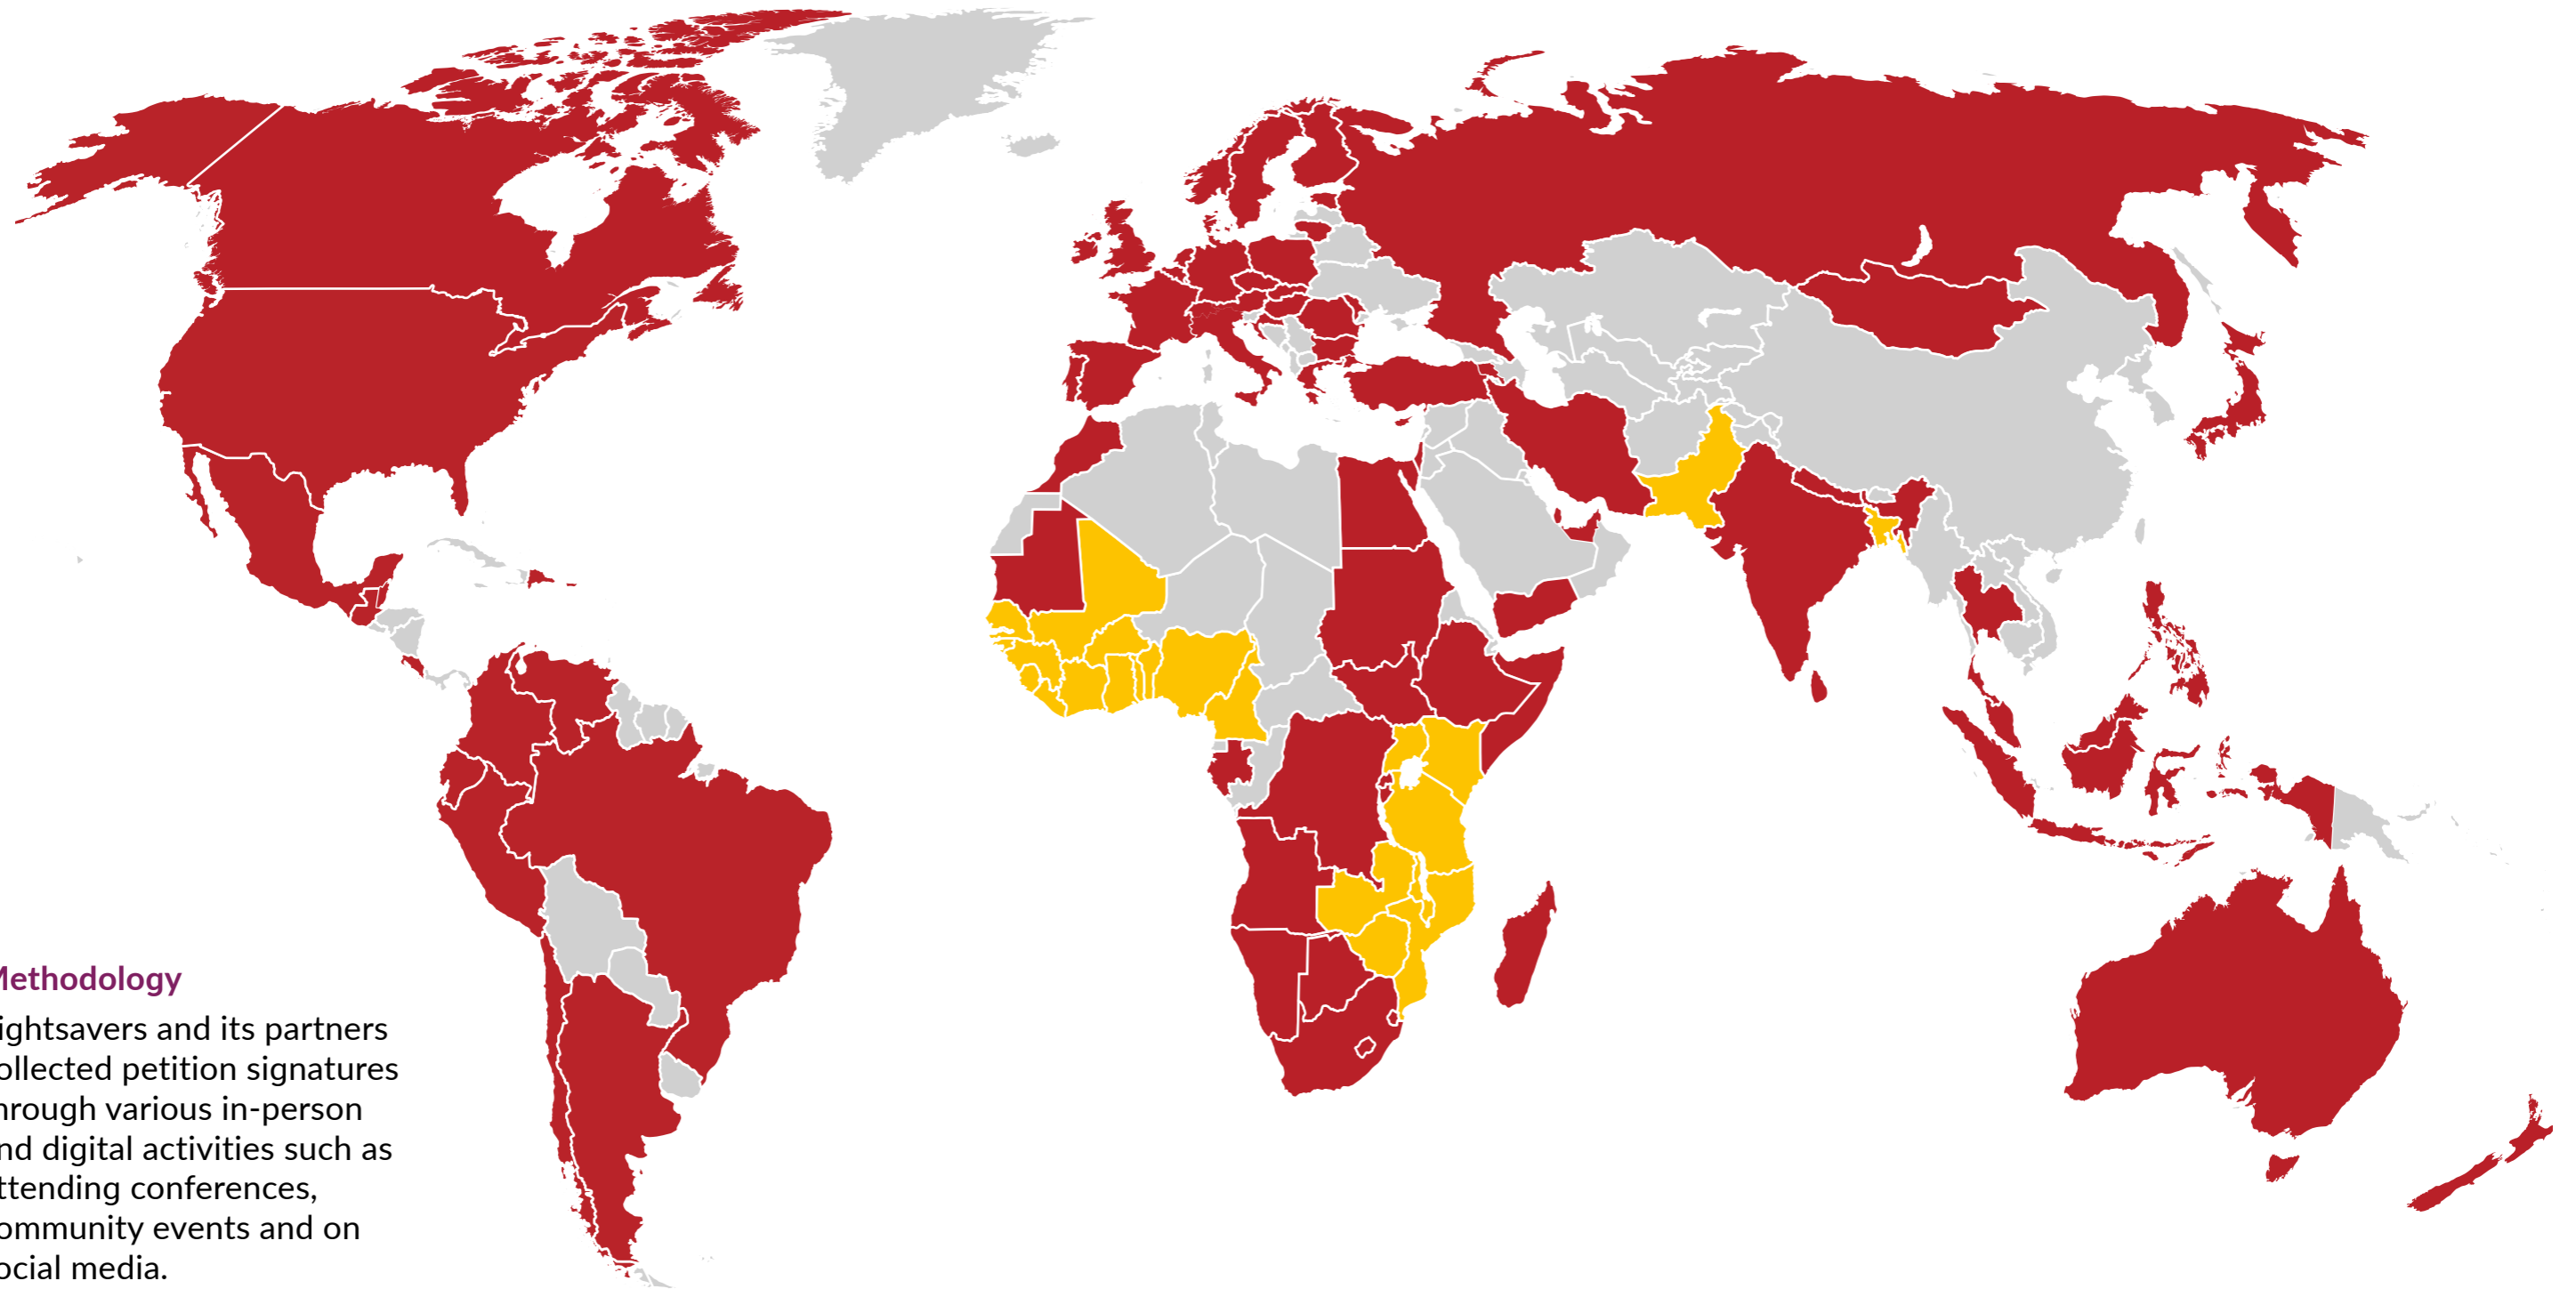 Methodology
ightsavers and its partners
ollected petition signatures
hrough various in-person
nd digital activities such as
ttending conferences,
ommunity events and on
ocial media.